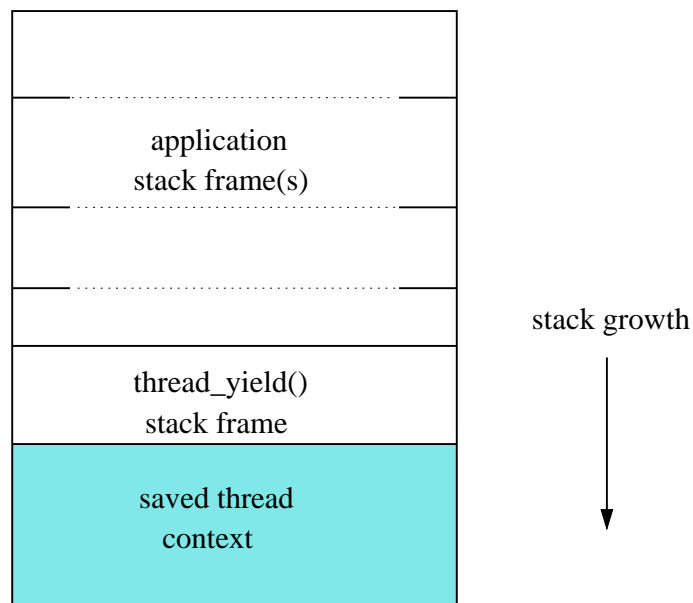 application
stack frame(s)
stack growth
thread_yield()
stack frame
saved thread
context